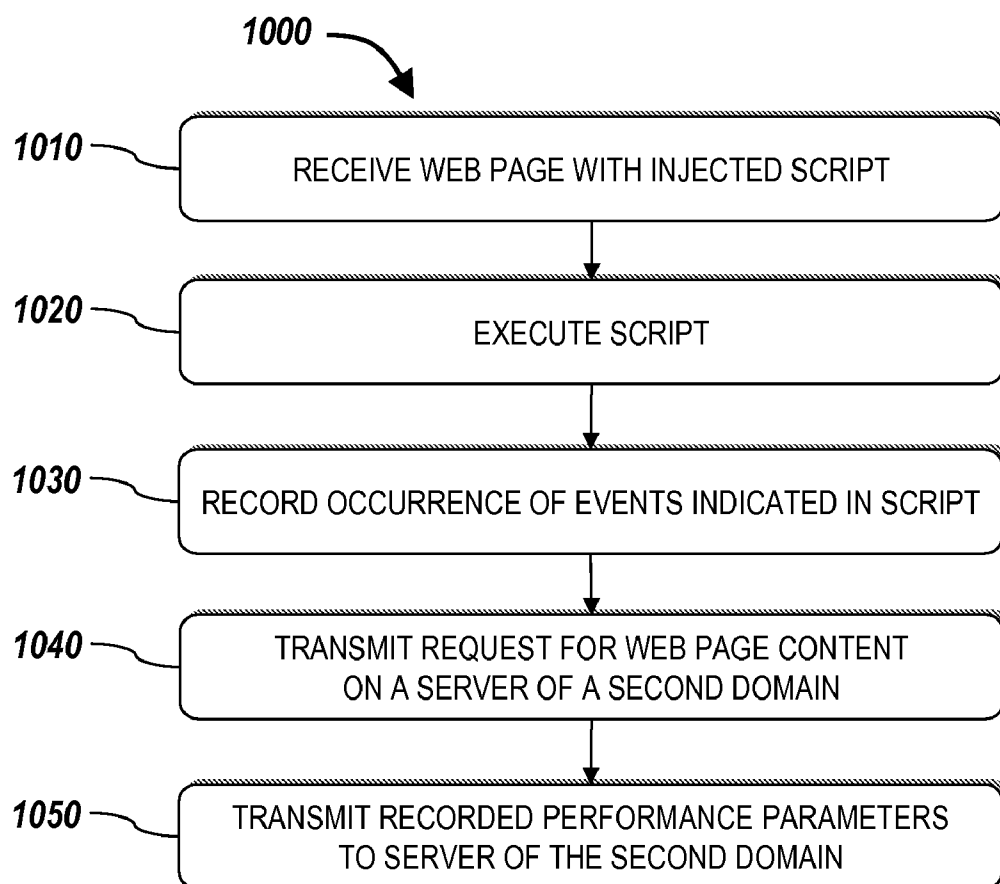 1000
1010
RECEIVE WEB PAGE WITH INJECTED SCRIPT
1020
EXECUTE SCRIPT
1030
RECORD OCCURRENCE OF EVENTS INDICATED IN SCRIPT
1040
TRANSMIT REQUEST FOR WEB PAGE CONTENT
ON A SERVER OF A SECOND DOMAIN
1050
TRANSMIT RECORDED PERFORMANCE PARAMETERS
TO SERVER OF THE SECOND DOMAIN